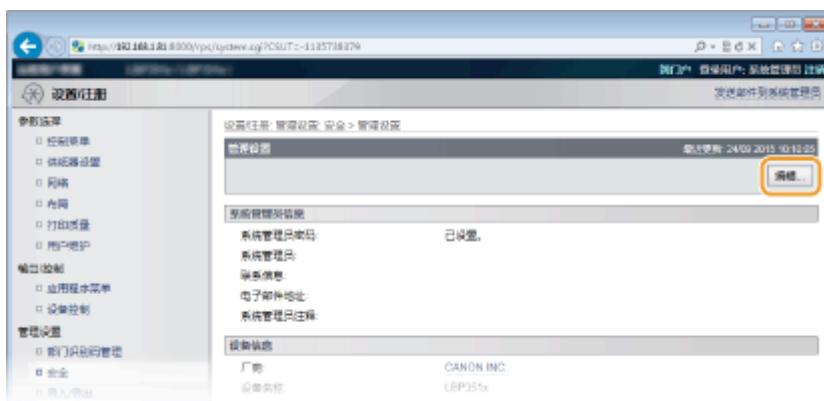 http://192.168.1.81:8000/rps/csystem.cgi?CSUT=-1135738379
到门户 登录用户: 系统管理员 注销
设置/注册
发送邮件到系统管理员
参数选择
控制菜单
供纸器设置
网络
布局
打印质量
用户维护
输出/控制
应用程序菜单
设备控制
管理设置
部门识别码管理
安全
导入/导出
设置/注册: 管理设置: 安全 > 管理设置
管理设置
最近更新: 24/09 2015 10:10:05
编辑...
系统管理员信息
系统管理员密码: 已设置。
系统管理员:
联系信息:
电子邮件地址:
系统管理员注释:
设备信息
厂商: CANON INC.
设备名称: LBP351x